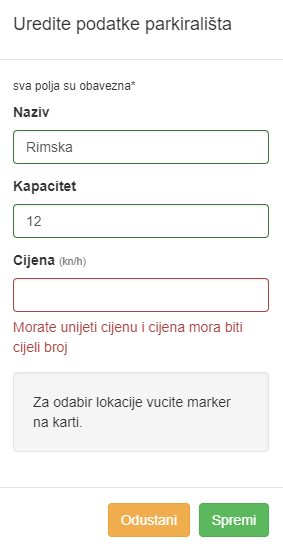 Uredite podatke parkirališta
sva polja su obavezna*
Naziv
Rimska
Kapacitet
12
Cijena (kn/h)
Morate unijeti cijenu i cijena mora biti
cijeli broj
Za odabir lokacije vucite marker
na karti.
Odustani Spremi